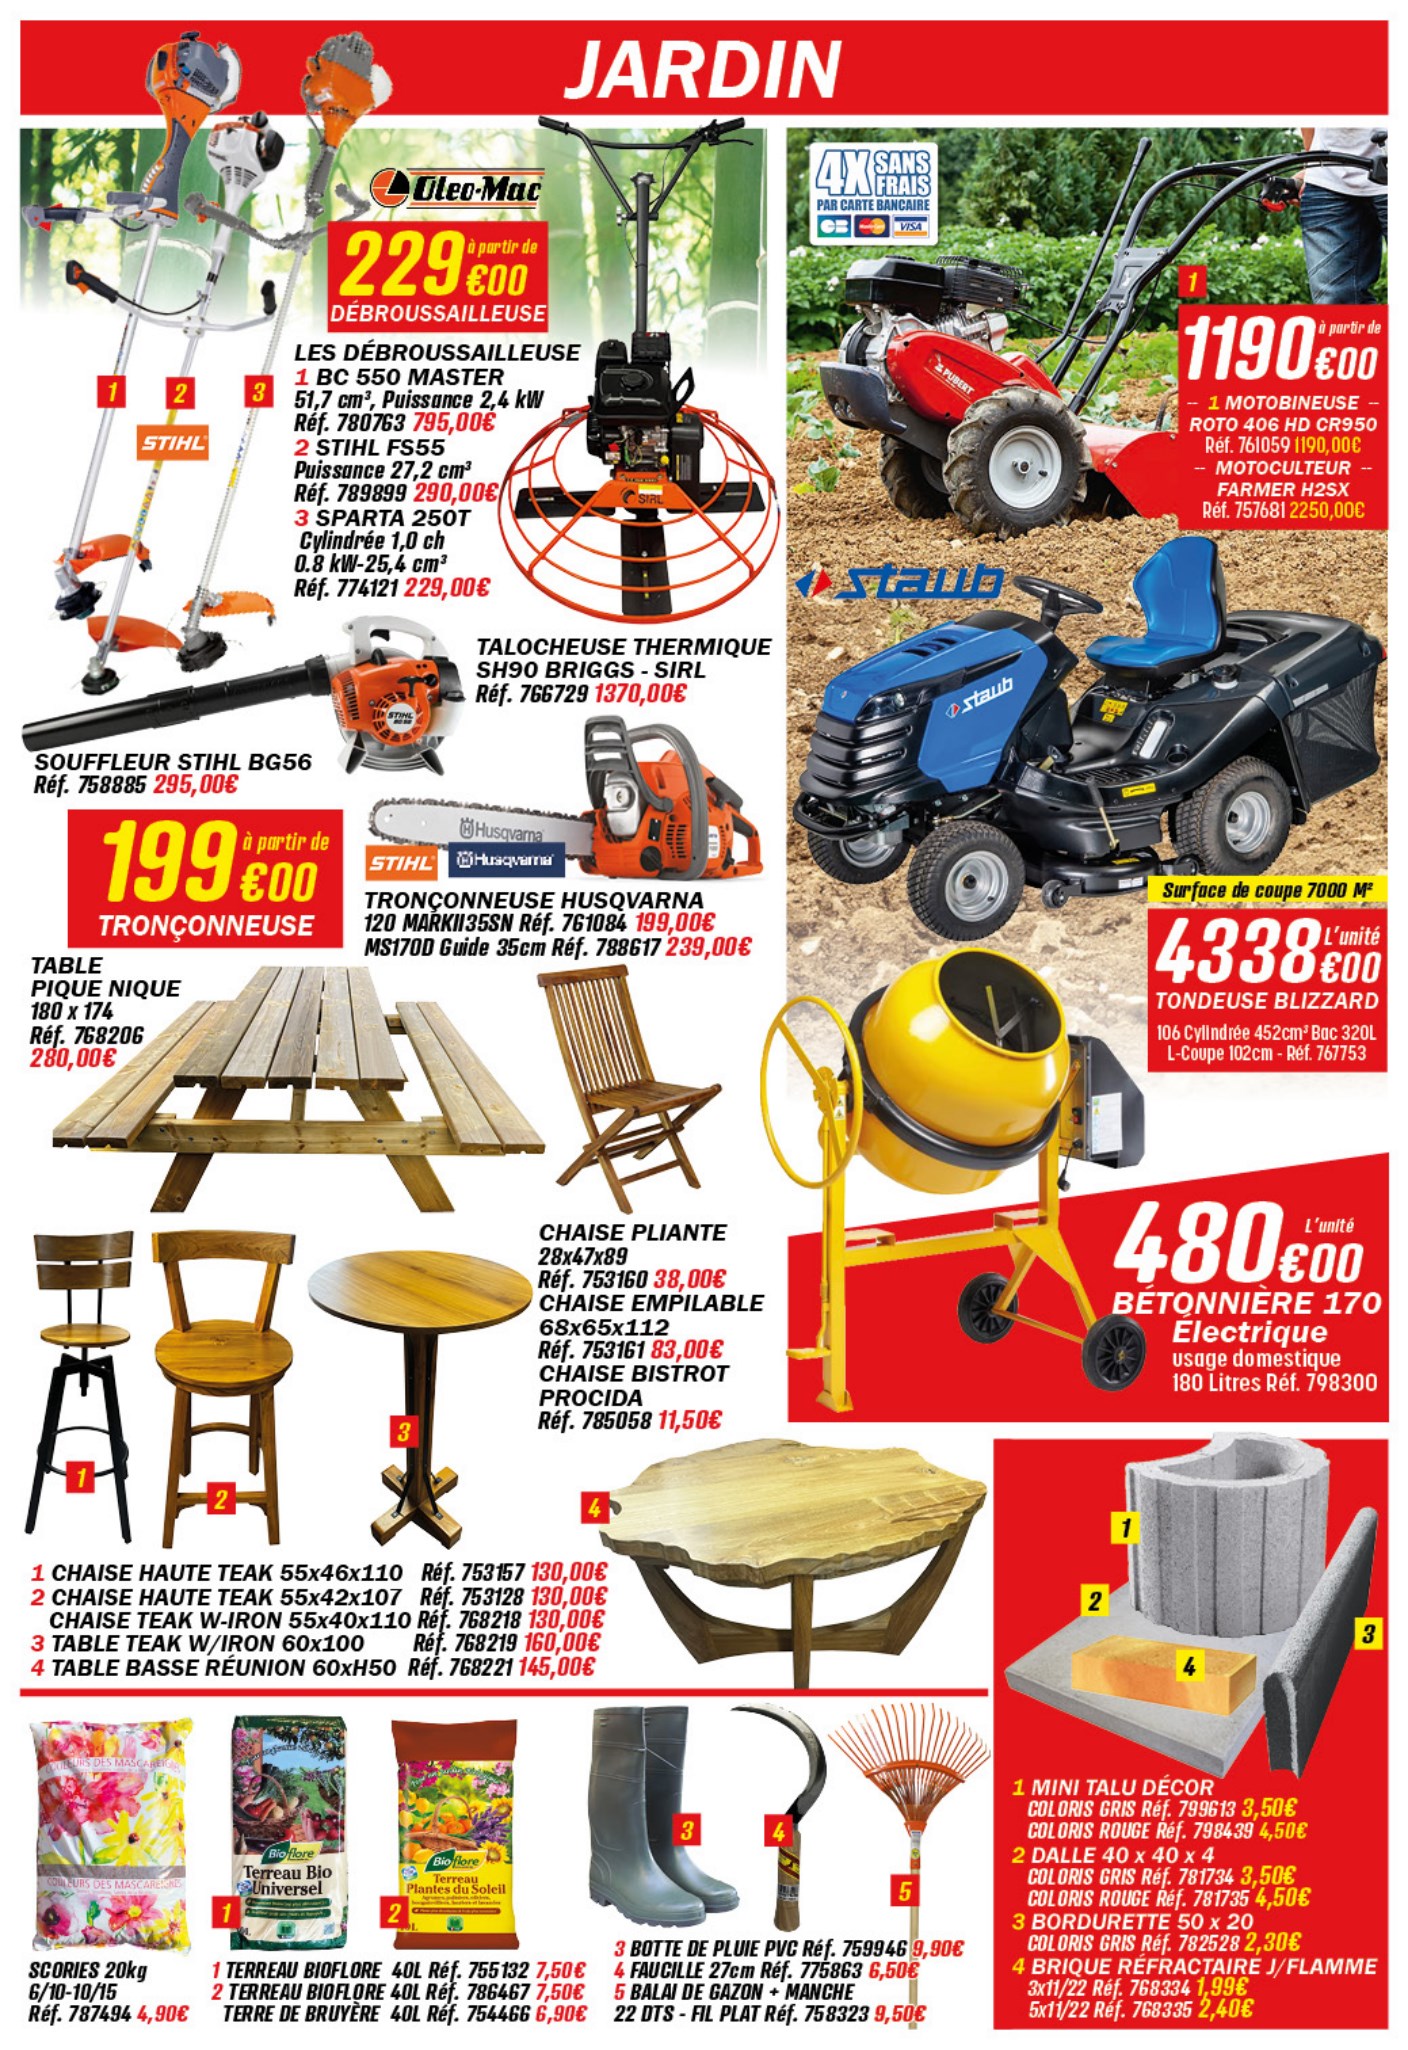 JARDIN
Oleo-Mac
229 à partir de €00
DÉBROUSSAILLEUSE
LES DÉBROUSSAILLEUSE
1 BC 550 MASTER
51,7 cm³, Puissance 2,4 kW
Réf. 780763 795,00€
2 STIHL FS55
Puissance 27,2 cm³
Réf. 789899 290,00€
3 SPARTA 250T
Cylindrée 1,0 ch
0.8 kW-25,4 cm³
Réf. 774121 229,00€
1
2
3
STIHL
SIRL
TALOCHEUSE THERMIQUE
SH90 BRIGGS - SIRL
Réf. 766729 1370,00€
STIHL
SOUFFLEUR STIHL BG56
Réf. 758885 295,00€
199 à partir de €00
TRONÇONNEUSE
Husqvarna
STIHL
Husqvarna
TRONÇONNEUSE HUSQVARNA
120 MARKII35SN Réf. 761084 199,00€
MS170D Guide 35cm Réf. 788617 239,00€
4X SANS FRAIS
PAR CARTE BANCAIRE
CB MasterCard VISA
PUBERT
1
1190 à partir de €00
-- 1 MOTOBINEUSE --
ROTO 406 HD CR950
Réf. 761059 1190,00€
-- MOTOCULTEUR --
FARMER H2SX
Réf. 757681 2250,00€
staub
staub
Surface de coupe 7000 M²
4338 L'unité €00
TONDEUSE BLIZZARD
106 Cylindrée 452cm³ Bac 320L
L-Coupe 102cm - Réf. 767753
480 L'unité €00
BÉTONNIÈRE 170
Électrique
usage domestique
180 Litres Réf. 798300
TABLE
PIQUE NIQUE
180 x 174
Réf. 768206
280,00€
CHAISE PLIANTE
28x47x89
Réf. 753160 38,00€
CHAISE EMPILABLE
68x65x112
Réf. 753161 83,00€
CHAISE BISTROT
PROCIDA
Réf. 785058 11,50€
1
2
3
4
1 CHAISE HAUTE TEAK 55x46x110 Réf. 753157 130,00€
2 CHAISE HAUTE TEAK 55x42x107 Réf. 753128 130,00€
CHAISE TEAK W-IRON 55x40x110 Réf. 768218 130,00€
3 TABLE TEAK W/IRON 60x100 Réf. 768219 160,00€
4 TABLE BASSE RÉUNION 60xH50 Réf. 768221 145,00€
1
2
3
4
1 MINI TALU DÉCOR
COLORIS GRIS Réf. 799613 3,50€
COLORIS ROUGE Réf. 798439 4,50€
2 DALLE 40 x 40 x 4
COLORIS GRIS Réf. 781734 3,50€
COLORIS ROUGE Réf. 781735 4,50€
3 BORDURETTE 50 x 20
COLORIS GRIS Réf. 782528 2,30€
4 BRIQUE RÉFRACTAIRE J/FLAMME
3x11/22 Réf. 768334 1,99€
5x11/22 Réf. 768335 2,40€
COULEURS DES MASCAREIGNES
COULEURS DES MASCAREIGNES
SCORIES 20kg
6/10-10/15
Réf. 787494 4,90€
Bioflore
Terreau Bio
Universel
1
Bioflore
Terreau
Plantes du Soleil
2
1 TERREAU BIOFLORE 40L Réf. 755132 7,50€
2 TERREAU BIOFLORE 40L Réf. 786467 7,50€
TERRE DE BRUYÈRE 40L Réf. 754466 6,90€
3
4
5
3 BOTTE DE PLUIE PVC Réf. 759946 9,90€
4 FAUCILLE 27cm Réf. 775863 6,50€
5 BALAI DE GAZON + MANCHE
22 DTS - FIL PLAT Réf. 758323 9,50€